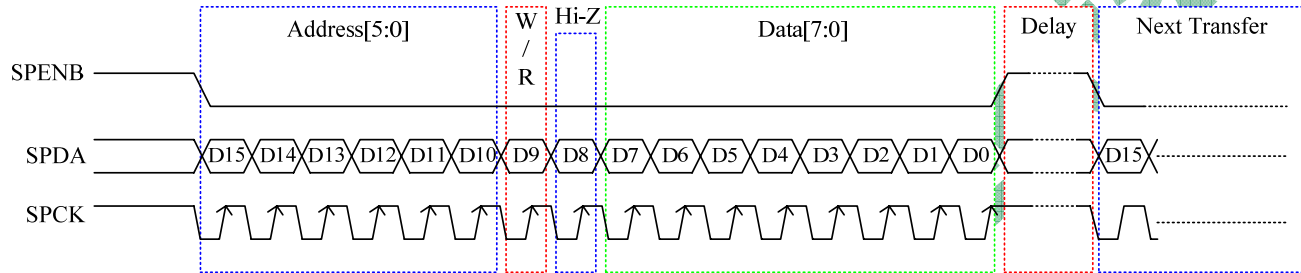 Address[5:0] W / R Hi-Z Data[7:0] Delay Next Transfer
SPENB
SPDA D15 D14 D13 D12 D11 D10 D9 D8 D7 D6 D5 D4 D3 D2 D1 D0 D15
SPCK